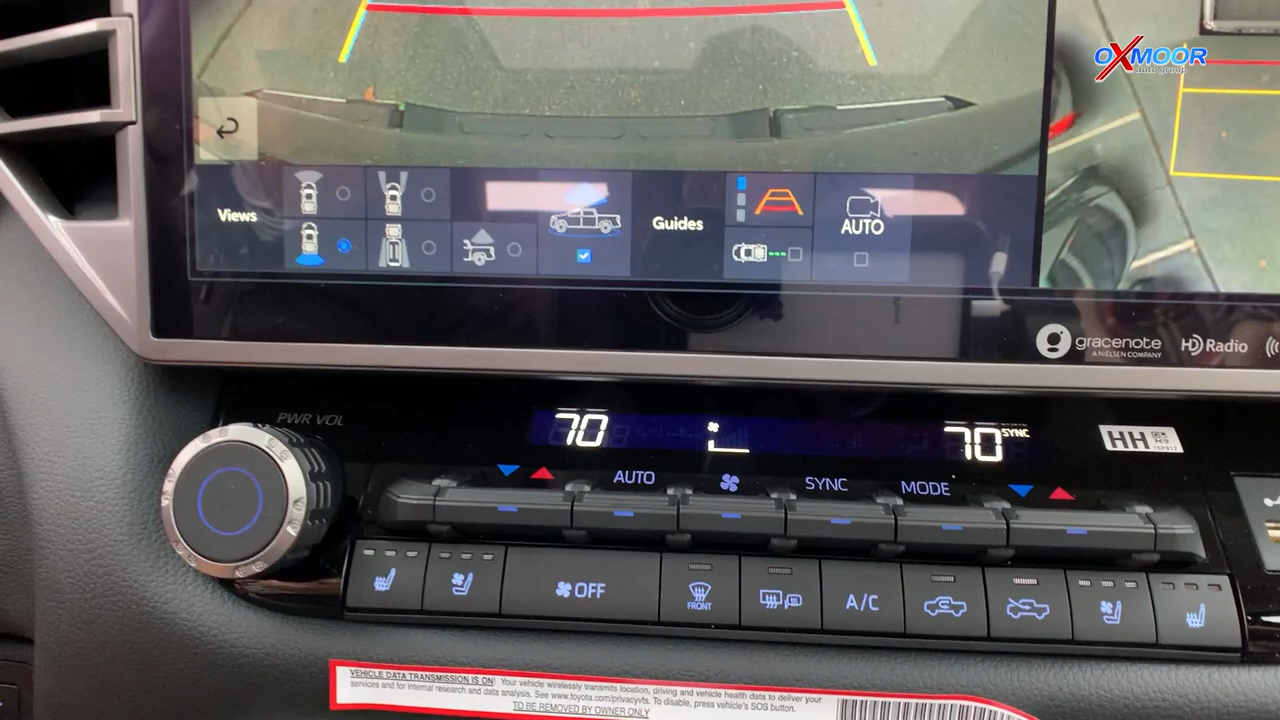 OXMOOR
auto group
Views
Guides
AUTO
gracenote
A NIELSEN COMPANY
HD Radio
PWR VOL
70
70 SYNC
HH
AUTO
SYNC
MODE
OFF
FRONT
A/C
VEHICLE DATA TRANSMISSION IS ON! Your vehicle wirelessly transmits location, driving and vehicle health data to deliver your
services and for internal research and data analysis. See www.toyota.com/privacyvts. To disable, press vehicle's SOS button.
TO BE REMOVED BY OWNER ONLY